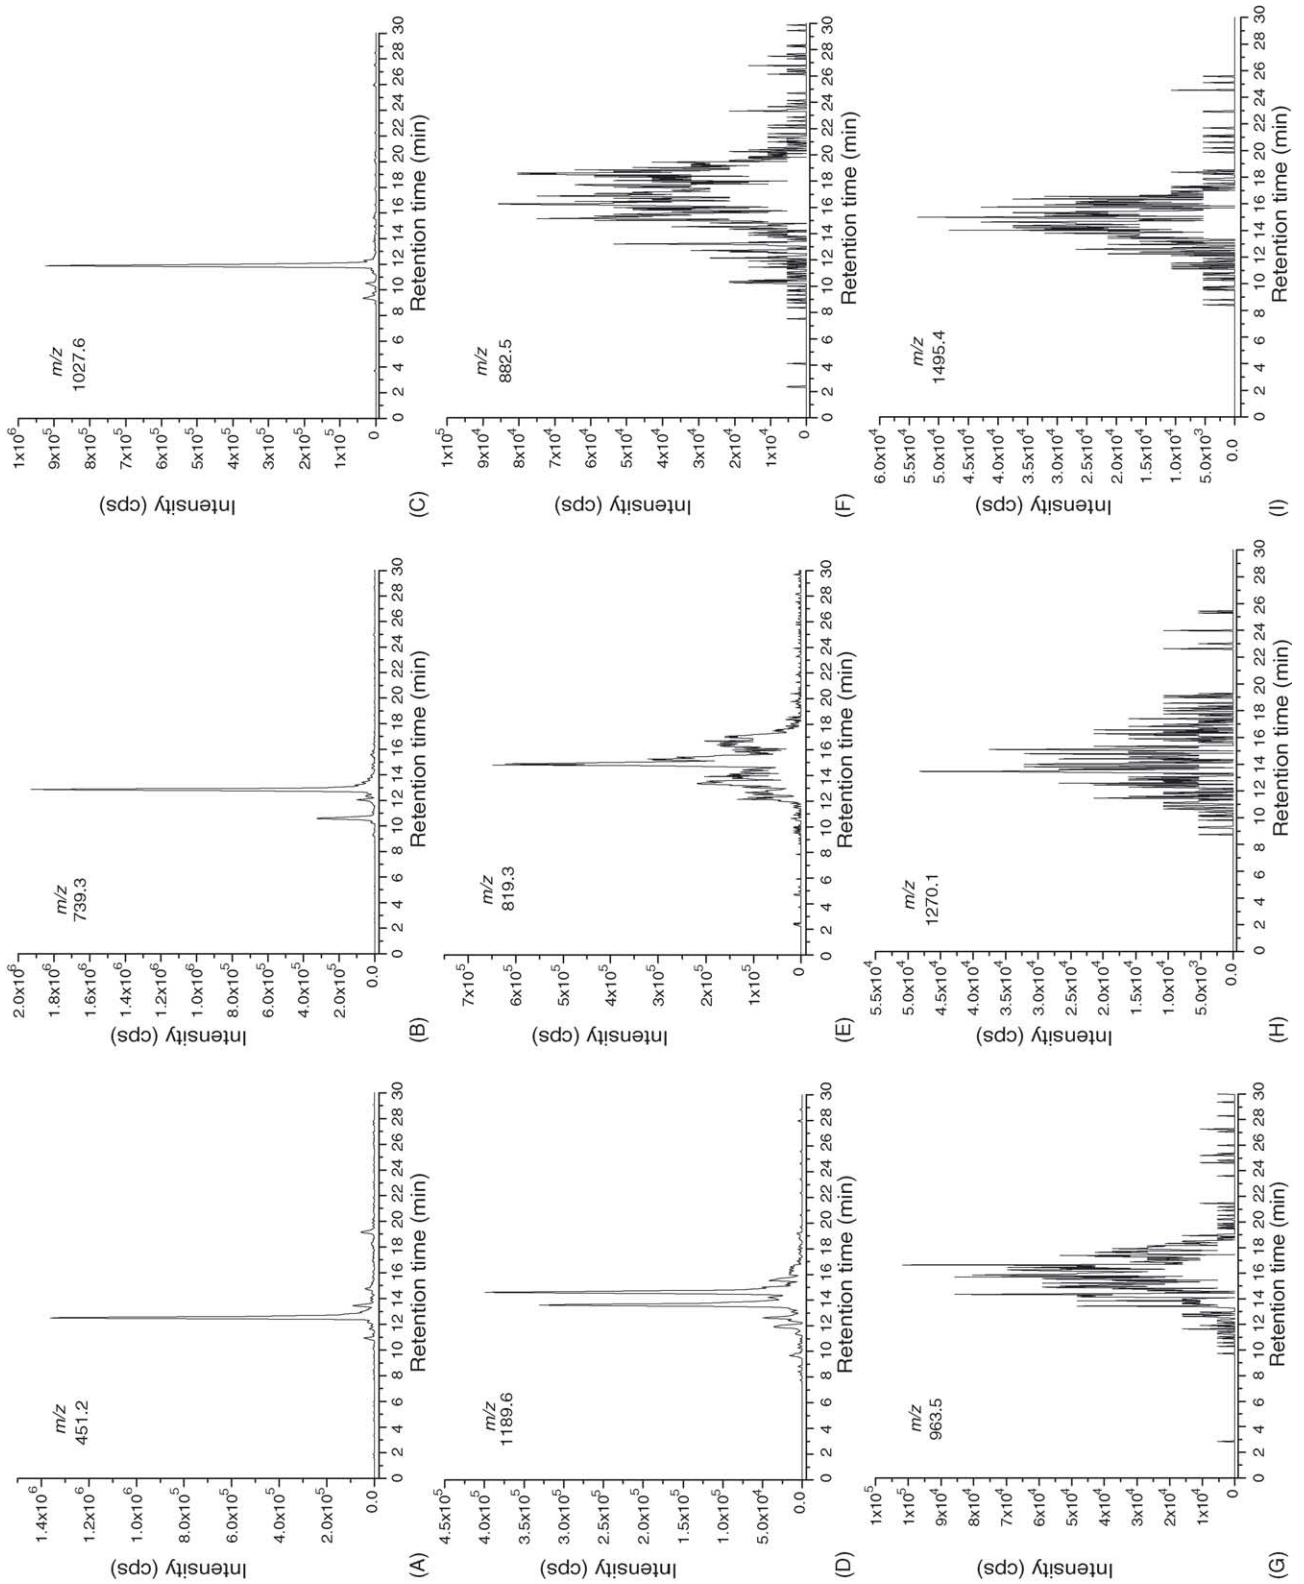 1.4x10⁶
1.2x10⁶
1.0x10⁶
8.0x10⁵
6.0x10⁵
2.0x10⁵
0.0
Intensity (cps)
m/z
451.2
0 2 4 6 8 10 12 14 16 18 20 22 24 26 28 30
Retention time (min)
(A)
2.0x10⁶
1.8x10⁶
1.6x10⁶
1.4x10⁶
1.2x10⁶
1.0x10⁶
8.0x10⁵
6.0x10⁵
4.0x10⁵
2.0x10⁵
0.0
Intensity (cps)
m/z
739.3
0 2 4 6 8 10 12 14 16 18 20 22 24 26 28 30
Retention time (min)
(B)
1x10⁶
9x10⁵
8x10⁵
7x10⁵
6x10⁵
5x10⁵
4x10⁵
3x10⁵
2x10⁵
1x10⁵
0
Intensity (cps)
m/z
1027.6
0 2 4 6 8 10 12 14 16 18 20 22 24 26 28 30
Retention time (min)
(C)
4.5x10⁵
4.0x10⁵
3.5x10⁵
3.0x10⁵
2.5x10⁵
2.0x10⁵
1.5x10⁵
1.0x10⁵
5.0x10⁴
0.0
Intensity (cps)
m/z
1189.6
0 2 4 6 8 10 12 14 16 18 20 22 24 26 28 30
Retention time (min)
(D)
7x10⁵
6x10⁵
5x10⁵
3x10⁵
2x10⁵
1x10⁵
0
Intensity (cps)
m/z
819.3
0 2 4 6 8 10 12 14 16 18 20 22 24 26 28 30
Retention time (min)
(E)
1x10⁵
9x10⁴
8x10⁴
7x10⁴
6x10⁴
5x10⁴
4x10⁴
3x10⁴
2x10⁴
1x10⁴
0
Intensity (cps)
m/z
882.5
0 2 4 6 8 10 12 14 16 18 20 22 24 26 28 30
Retention time (min)
(F)
1x10⁵
9x10⁴
8x10⁴
7x10⁴
6x10⁴
5x10⁴
4x10⁴
3x10⁴
2x10⁴
1x10⁴
0
Intensity (cps)
m/z
963.5
0 2 4 6 8 10 12 14 16 18 20 22 24 26 28 30
Retention time (min)
(G)
5.5x10⁴
5.0x10⁴
4.5x10⁴
4.0x10⁴
3.5x10⁴
3.0x10⁴
2.5x10⁴
2.0x10⁴
1.5x10⁴
1.0x10⁴
5.0x10³
0.0
Intensity (cps)
m/z
1270.1
0 2 4 6 8 10 12 14 16 18 20 22 24 26 28 30
Retention time (min)
(H)
6.0x10⁴
5.5x10⁴
5.0x10⁴
4.5x10⁴
4.0x10⁴
3.5x10⁴
3.0x10⁴
2.5x10⁴
2.0x10⁴
1.5x10⁴
1.0x10⁴
5.0x10³
0.0
Intensity (cps)
m/z
1495.4
0 2 4 6 8 10 12 14 16 18 20 22 24 26 28 30
Retention time (min)
(I)